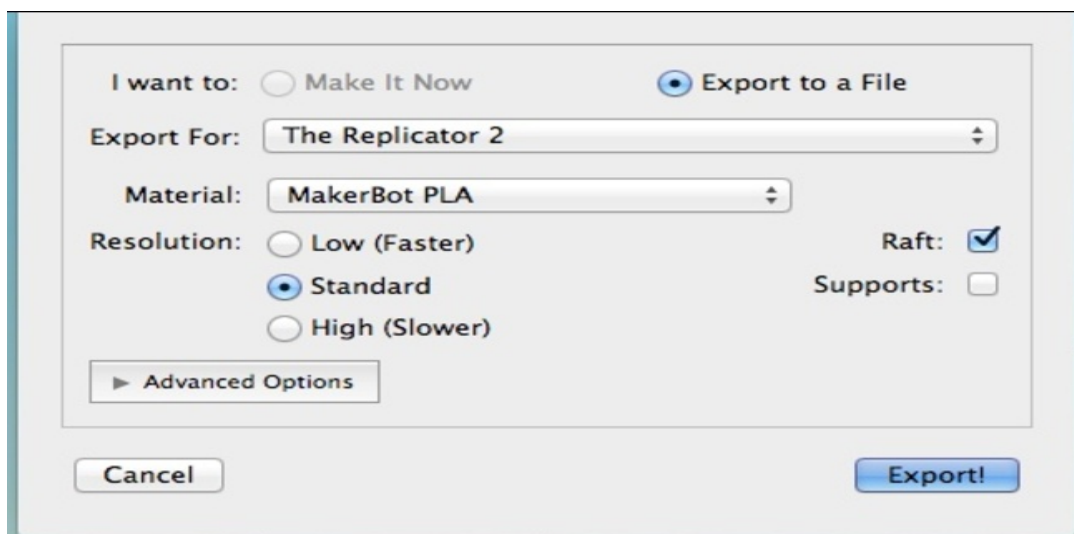 I want to: Make It Now Export to a File
Export For: The Replicator 2
Material: MakerBot PLA
Resolution: Low (Faster) Raft:
Standard Supports:
High (Slower)
Advanced Options
Cancel Export!